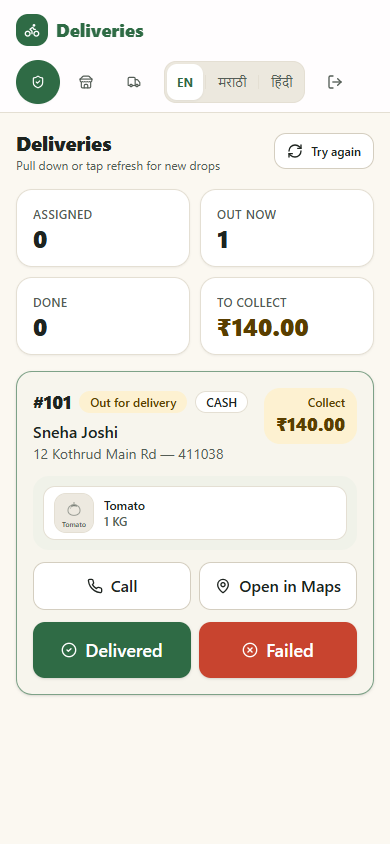 Deliveries
EN मराठी हिंदी
Deliveries
Pull down or tap refresh for new drops
Try again
ASSIGNED
0
OUT NOW
1
DONE
0
TO COLLECT
₹140.00
#101 Out for delivery CASH
Collect
₹140.00
Sneha Joshi
12 Kothrud Main Rd — 411038
Tomato
Tomato
1 KG
Call
Open in Maps
Delivered
Failed